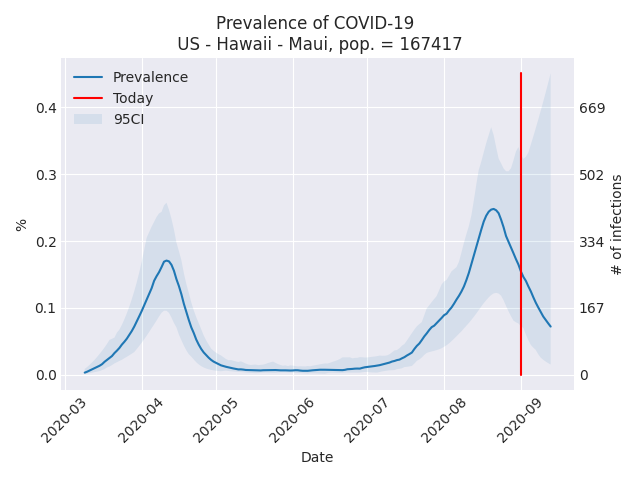 Prevalence of COVID-19
US - Hawaii - Maui, pop. = 167417
Prevalence
Today
95CI
0.4
0.3
0.2
0.1
0.0
%
669
502
334
167
0
# of infections
2020-03
2020-04
2020-05
2020-06
2020-07
2020-08
2020-09
Date